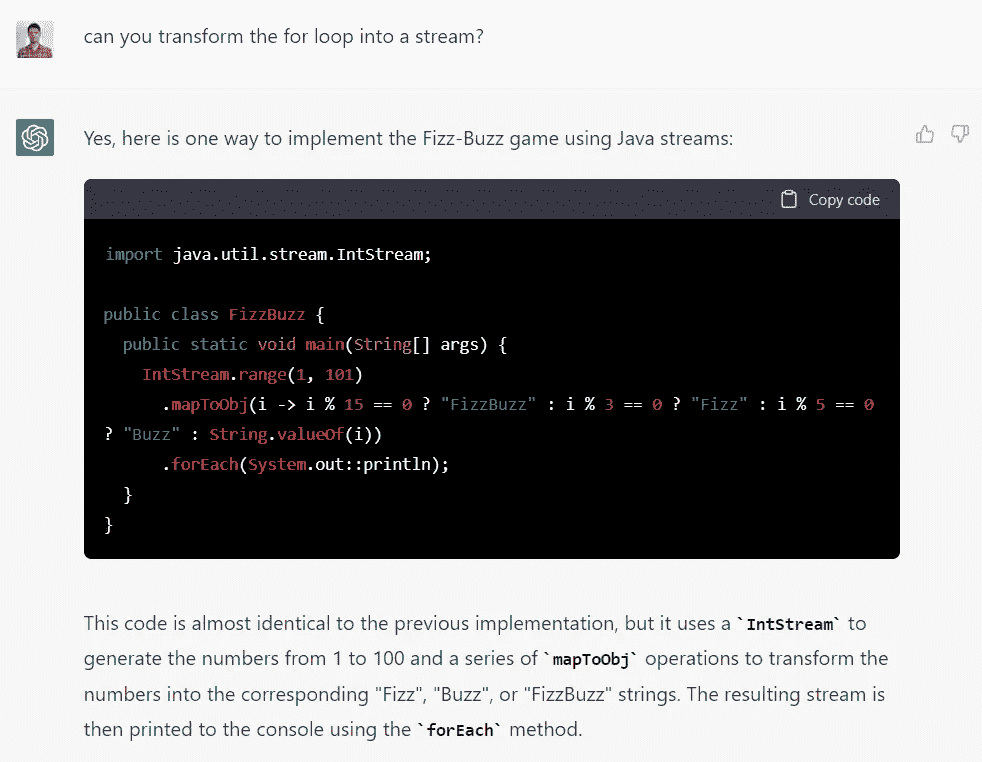 can you transform the for loop into a stream?
Yes, here is one way to implement the Fizz-Buzz game using Java streams:
Copy code
import java.util.stream.IntStream;
public class FizzBuzz {
public static void main(String[] args) {
IntStream.range(1, 101)
.mapToObj(i -> i % 15 == 0 ? "FizzBuzz" : i % 3 == 0 ? "Fizz" : i % 5 == 0
? "Buzz" : String.valueOf(i))
.forEach(System.out::println);
}
}
This code is almost identical to the previous implementation, but it uses a `IntStream` to
generate the numbers from 1 to 100 and a series of `mapToObj` operations to transform the
numbers into the corresponding "Fizz", "Buzz", or "FizzBuzz" strings. The resulting stream is
then printed to the console using the `forEach` method.